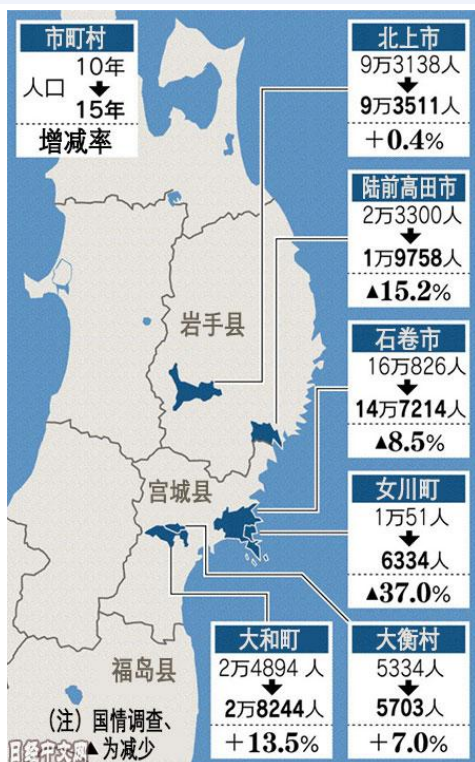 市町村
人口 10年
↓
15年
增减率
北上市
9万3138人
↓
9万3511人
+0.4%
陆前高田市
2万3300人
↓
1万9758人
▲15.2%
石卷市
16万826人
↓
14万7214人
▲8.5%
女川町
1万51人
↓
6334人
▲37.0%
大和町
2万4894 人
↓
2万8244人
+13.5%
大衡村
5334人
↓
5703人
+7.0%
岩手县
宫城县
福岛县
(注) 国情调查、
▲为减少
日经中文网